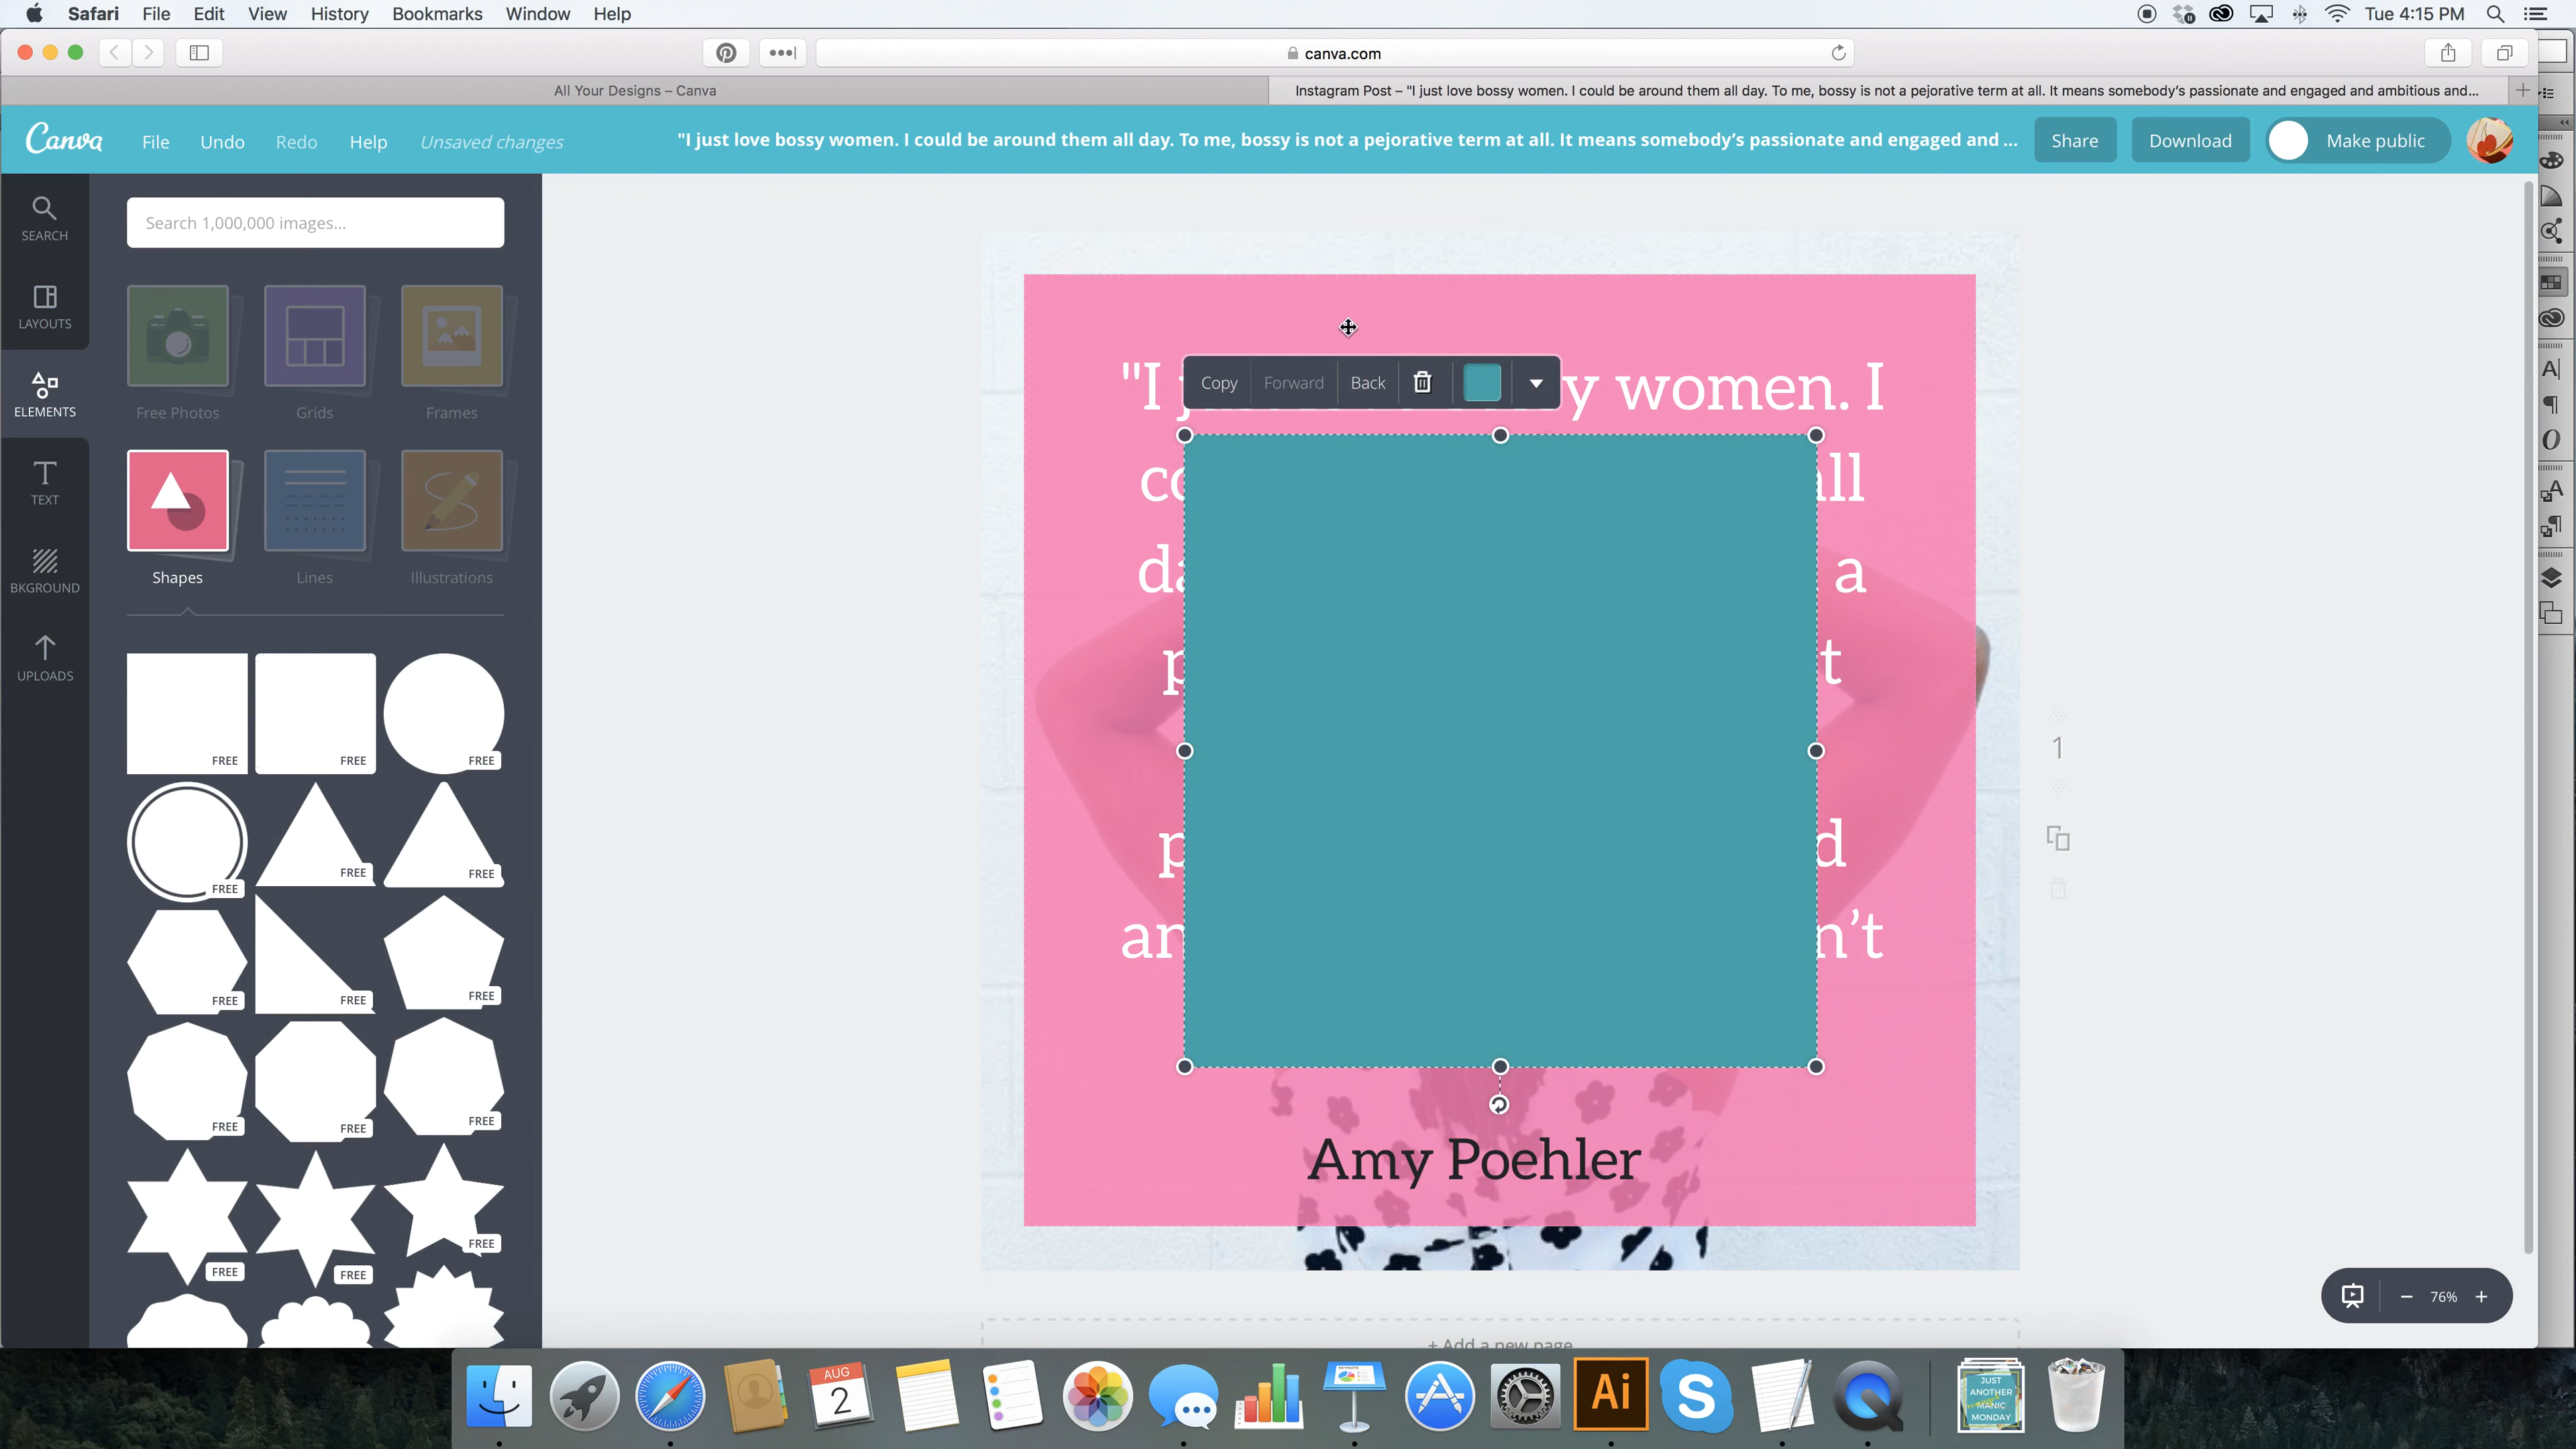 Safari File Edit View History Bookmarks Window Help Tue 4:15 PM
canva.com
All Your Designs – Canva
Instagram Post – "I just love bossy women. I could be around them all day. To me, bossy is not a pejorative term at all. It means somebody's passionate and engaged and ambitious and...
Canva File Undo Redo Help Unsaved changes
"I just love bossy women. I could be around them all day. To me, bossy is not a pejorative term at all. It means somebody's passionate and engaged and ...
Share Download Make public
SEARCH
LAYOUTS
ELEMENTS
TEXT
BKGROUND
UPLOADS
Search 1,000,000 images...
Free Photos Grids Frames
Shapes Lines Illustrations
FREE FREE FREE
FREE FREE FREE
FREE FREE FREE
FREE FREE FREE
FREE FREE FREE
Copy Forward Back
"I j y women. I
co all
da a
p t
p d
an n't
Amy Poehler
1
76%
+ Add a new page
AUG
2
Ai
JUST
ANOTHER
MANIC
MONDAY